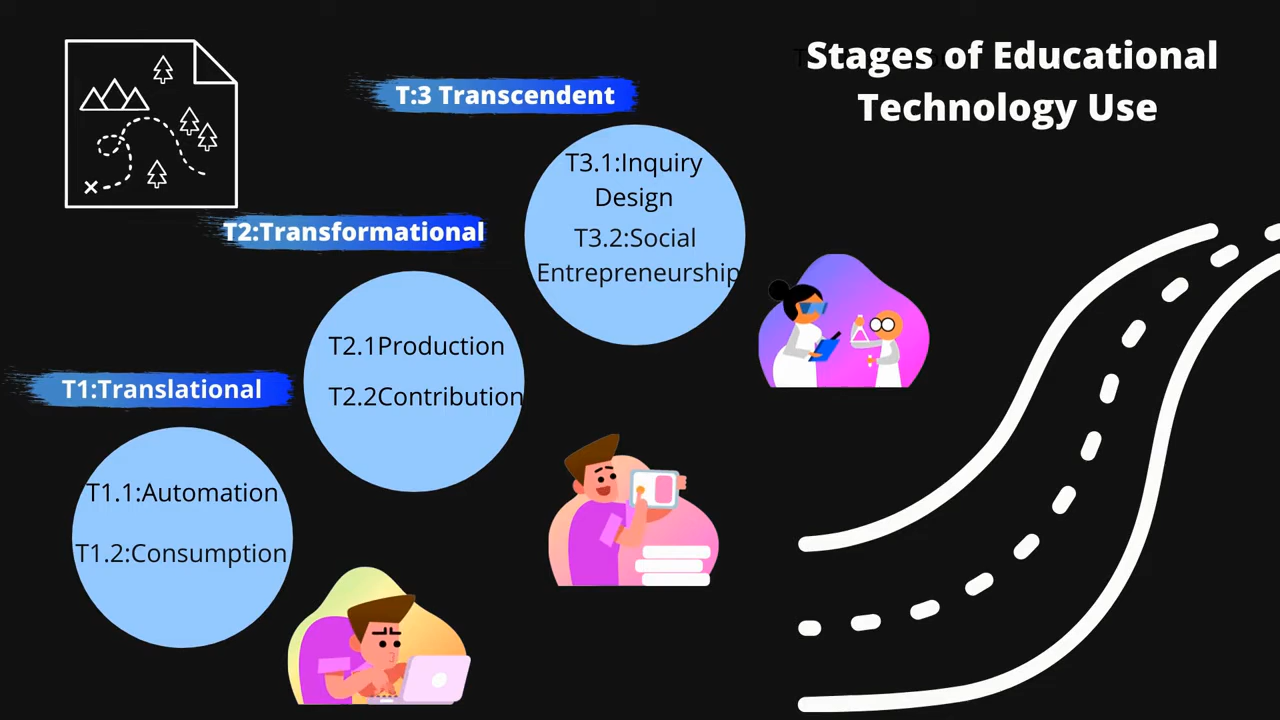 Stages of Educational
Technology Use
T:3 Transcendent
T3.1:Inquiry
Design
T3.2:Social
Entrepreneurship
T2:Transformational
T2.1Production
T2.2Contribution
T1:Translational
T1.1:Automation
T1.2:Consumption